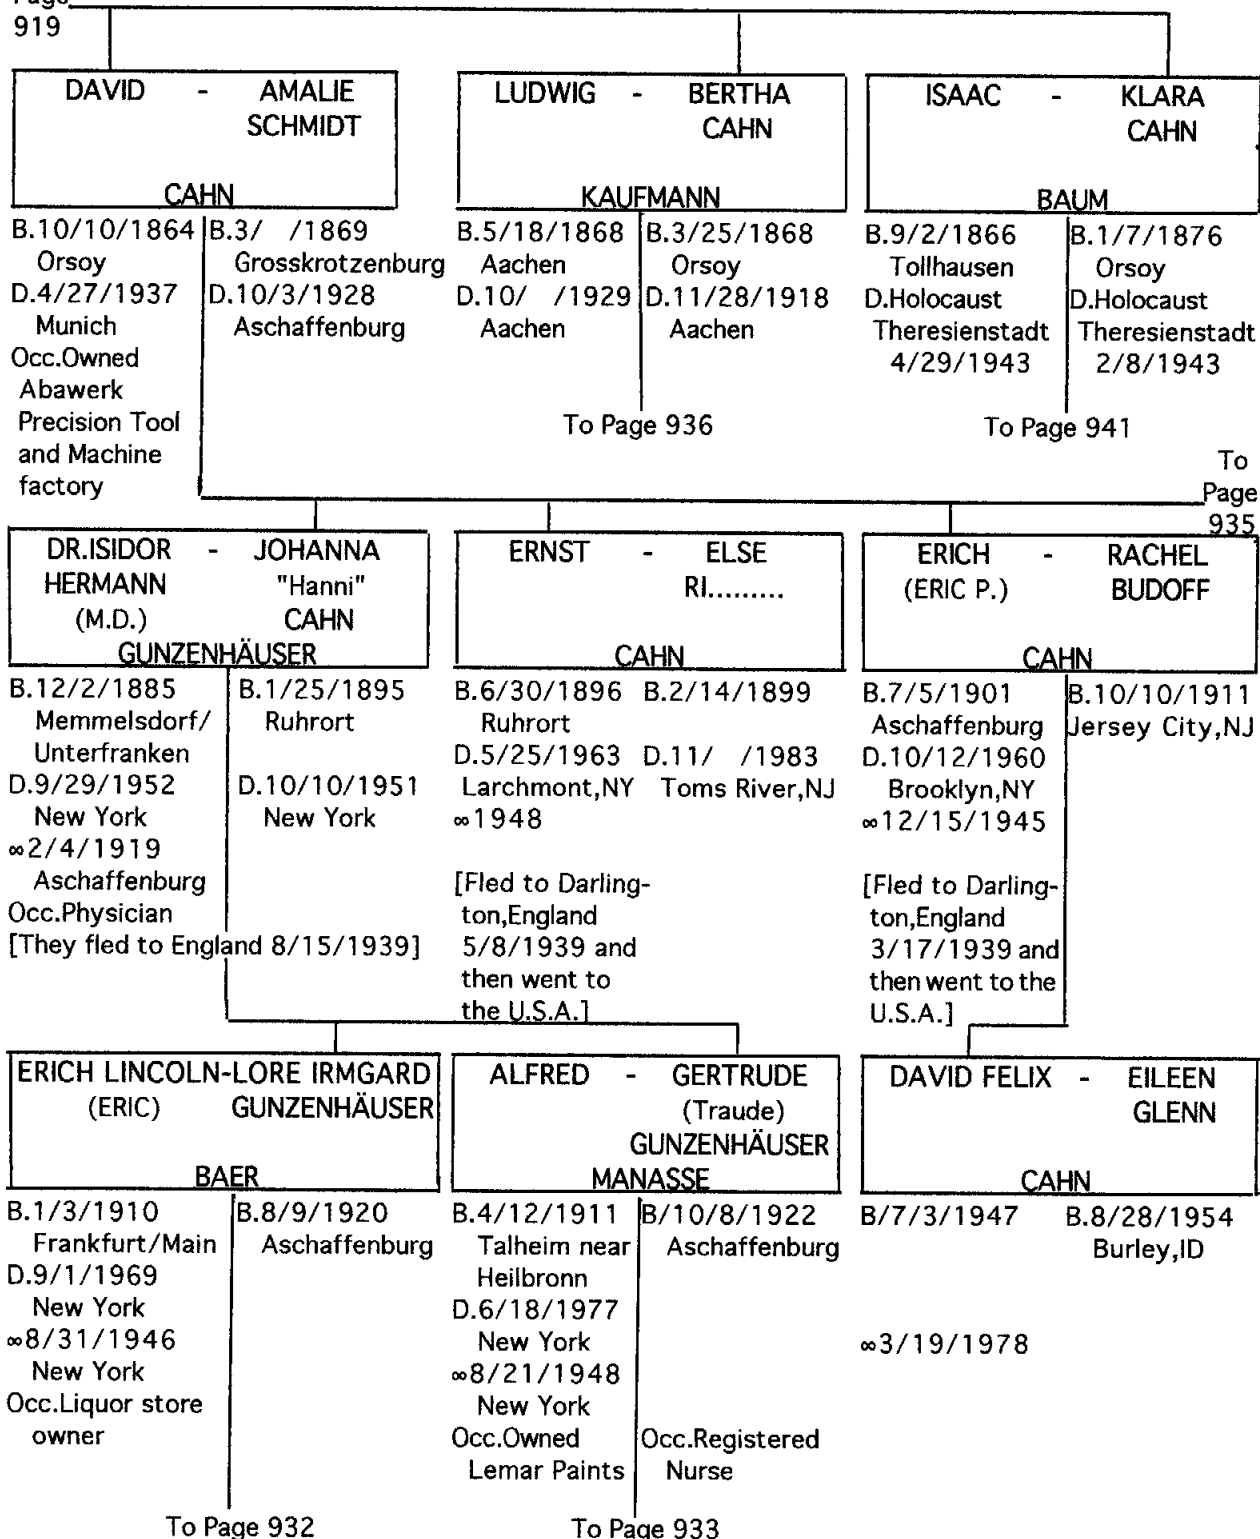 919
DAVID - AMALIE
SCHMIDT
CAHN
B.10/10/1864 B.3/ /1869
Orsoy Grosskrotzenburg
D.4/27/1937 D.10/3/1928
Munich Aschaffenburg
Occ.Owned
Abawerk
Precision Tool
and Machine
factory
LUDWIG - BERTHA
CAHN
KAUFMANN
B.5/18/1868 B.3/25/1868
Aachen Orsoy
D.10/ /1929 D.11/28/1918
Aachen Aachen
To Page 936
ISAAC - KLARA
CAHN
BAUM
B.9/2/1866 B.1/7/1876
Tollhausen Orsoy
D.Holocaust D.Holocaust
Theresienstadt Theresienstadt
4/29/1943 2/8/1943
To Page 941
To
Page
935
DR.ISIDOR - JOHANNA
HERMANN "Hanni"
(M.D.) CAHN
GUNZENHÄUSER
B.12/2/1885 B.1/25/1895
Memmelsdorf/ Ruhrort
Unterfranken
D.9/29/1952 D.10/10/1951
New York New York
∞2/4/1919
Aschaffenburg
Occ.Physician
[They fled to England 8/15/1939]
ERNST - ELSE
RI.........
CAHN
B.6/30/1896 B.2/14/1899
Ruhrort
D.5/25/1963 D.11/ /1983
Larchmont,NY Toms River,NJ
∞1948
[Fled to Darling-
ton,England
5/8/1939 and
then went to
the U.S.A.]
ERICH - RACHEL
(ERIC P.) BUDOFF
CAHN
B.7/5/1901 B.10/10/1911
Aschaffenburg Jersey City,NJ
D.10/12/1960
Brooklyn,NY
∞12/15/1945
[Fled to Darling-
ton,England
3/17/1939 and
then went to the
U.S.A.]
ERICH LINCOLN-LORE IRMGARD
(ERIC) GUNZENHÄUSER
BAER
B.1/3/1910 B.8/9/1920
Frankfurt/Main Aschaffenburg
D.9/1/1969
New York
∞8/31/1946
New York
Occ.Liquor store
owner
To Page 932
ALFRED - GERTRUDE
(Traude)
GUNZENHÄUSER
MANASSE
B.4/12/1911 B/10/8/1922
Talheim near Aschaffenburg
Heilbronn
D.6/18/1977
New York
∞8/21/1948
New York
Occ.Owned Occ.Registered
Lemar Paints Nurse
To Page 933
DAVID FELIX - EILEEN
GLENN
CAHN
B/7/3/1947 B.8/28/1954
Burley,ID
∞3/19/1978